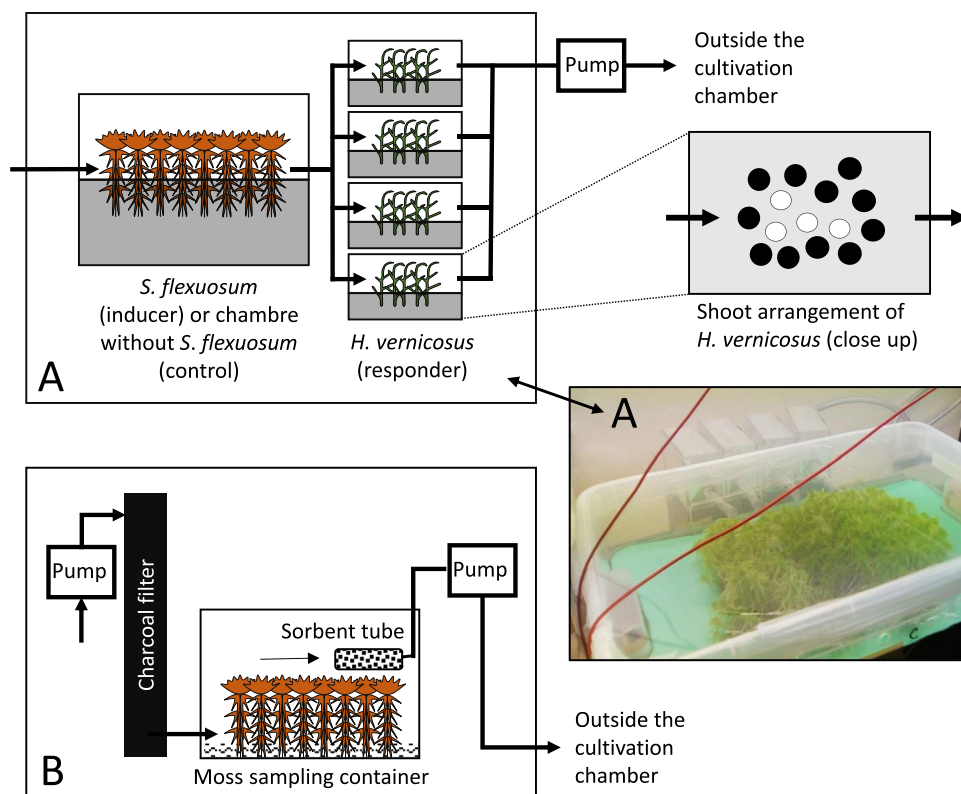 Pump
Outside the
cultivation
chamber
S. flexuosum
(inducer) or chambre
without S. flexuosum
(control)
H. vernicosus
(responder)
Shoot arrangement of
H. vernicosus (close up)
A
A
Pump
Charcoal filter
Sorbent tube
Pump
Moss sampling container
Outside the
cultivation
chamber
B
C